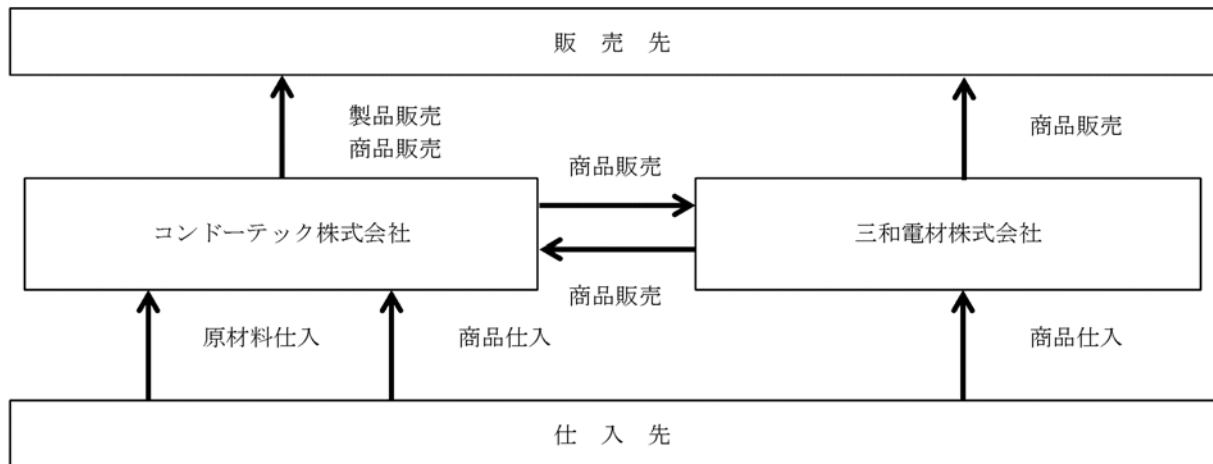 販 売 先
製品販売
商品販売
商品販売
商品販売
コンドーテック株式会社
三和電材株式会社
商品販売
原材料仕入
商品仕入
商品仕入
仕 入 先